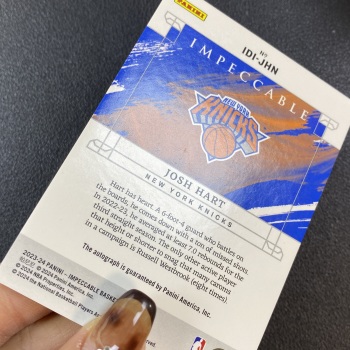 PANINI
Nº
IDI-JHN
IMPECCABLE
NEW YORK
KNICKS
JOSH HART
NEW YORK KNICKS
Hart has heart. A 6-foot-4 guard who battles on
the boards, he comes down with a ton of missed shots.
In 2022-23, he averaged at least 7.0 rebounds for the
third straight season. The only other active player
that height or shorter to snag that many caroms
in a campaign is Russell Westbrook (eight times).
The autograph is guaranteed by Panini America, Inc.
2023-24 PANINI — IMPECCABLE BASKE
© 2024 Panini America, Inc.
© 2024 NBA Properties, Inc.
© 2024 the National Basketball Players As